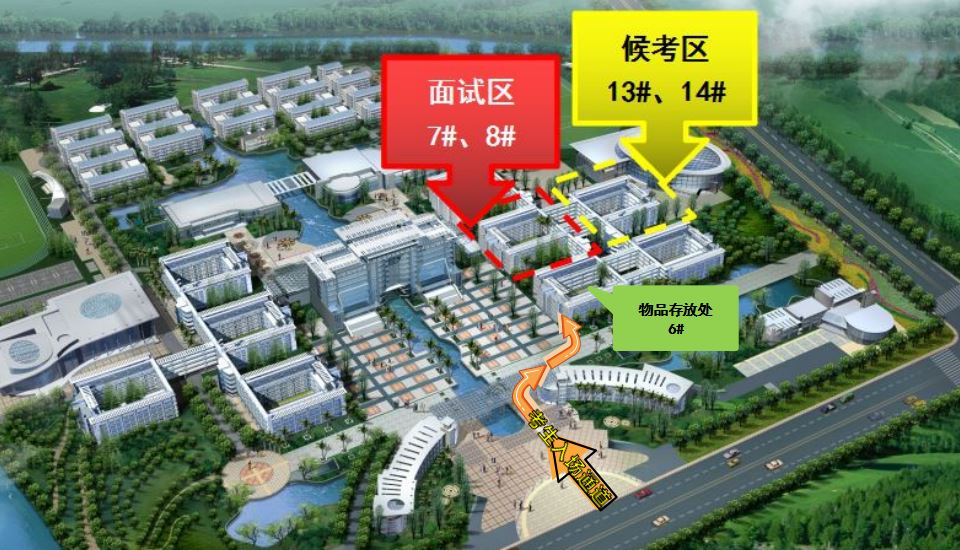 候考区
13#、14#
面试区
7#、8#
物品存放处
6#
考生入场通道